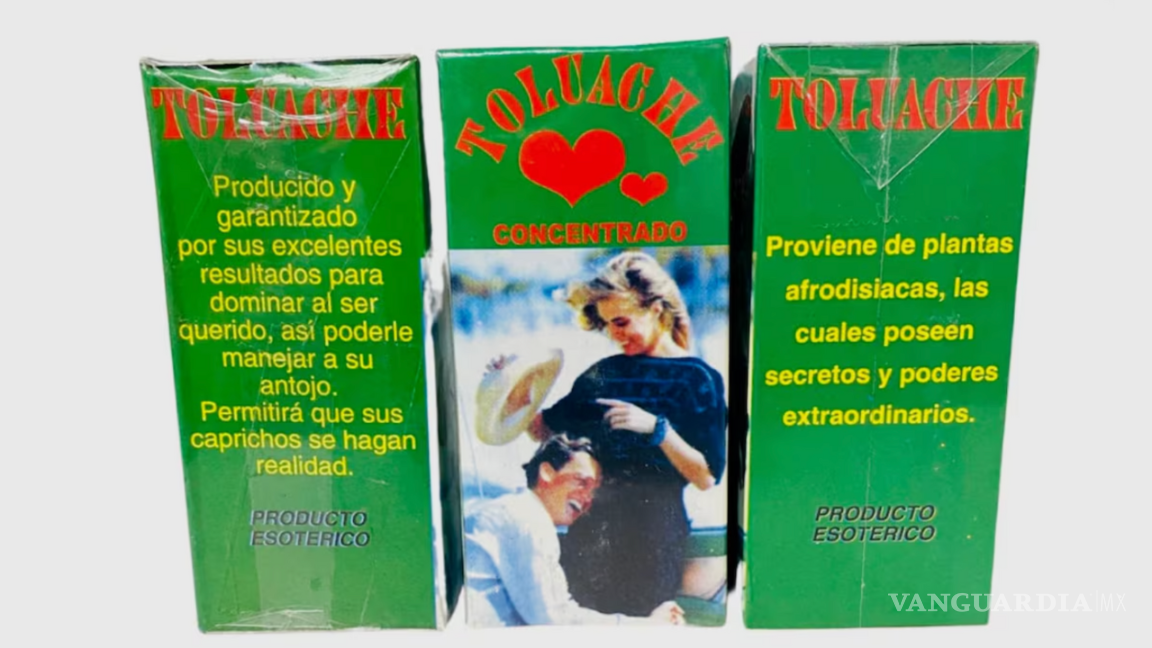 TOLUACHE
Producido y
garantizado
por sus excelentes
resultados para
dominar al ser
querido, así poderle
manejar a su
antojo.
Permitirá que sus
caprichos se hagan
realidad.
PRODUCTO
ESOTERICO
TOLUACHE
CONCENTRADO
TOLUACHE
Proviene de plantas
afrodisiacas, las
cuales poseen
secretos y poderes
extraordinarios.
PRODUCTO
ESOTERICO
VANGUARDIA|MX